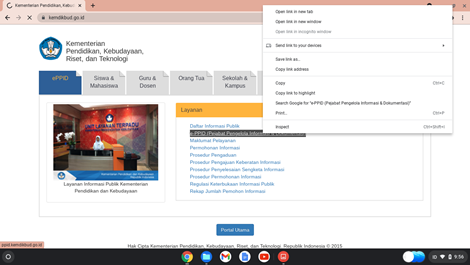 Kementerian Pendidikan, Kebuday
kemdikbud.go.id
Kementerian
Pendidikan, Kebudayaan,
Riset, dan Teknologi
ePPID
Siswa &
Mahasiswa
Guru &
Dosen
Orang Tua
Sekolah &
Kampus
UNIT LAYANAN TERPADU
Layanan Informasi Publik Kementerian
Pendidikan dan Kebudayaan
Layanan
Daftar Informasi Publik
e-PPID (Pejabat Pengelola Informasi & Dokumentasi)
Maklumat Pelayanan
Permohonan Informasi
Prosedur Pengaduan
Prosedur Pengajuan Keberatan Informasi
Prosedur Penyelesaian Sengketa Informasi
Prosedur Permohonan Informasi
Regulasi Keterbukaan Informasi Publik
Rekap Jumlah Pemohon Informasi
Open link in new tab
Open link in new window
Open link in incognito window
Send link to your devices
Save link as...
Copy link address
Copy Ctrl+C
Copy link to highlight
Search Google for "e-PPID (Pejabat Pengelola Informasi & Dokumentasi)"
Print... Ctrl+P
Inspect Ctrl+Shift+I
Portal Utama
Hak Cipta Kementerian Pendidikan, Kebudayaan, Riset, dan Teknologi. Republik Indonesia © 2015
ppid.kemdikbud.go.id
9:56